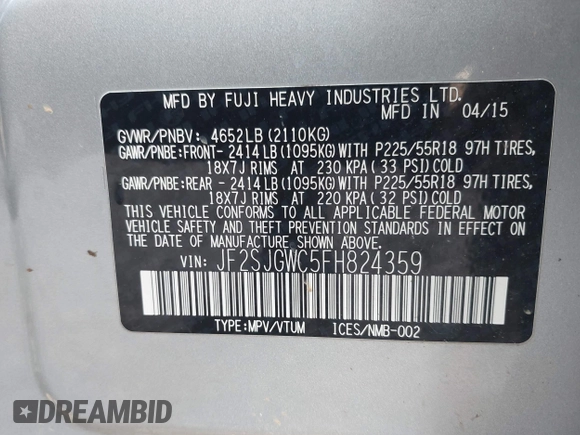 MFD BY FUJI HEAVY INDUSTRIES LTD.
MFD IN 04/15
GVWR/PNBV: 4652LB(2110KG)
GAWR/PNBE:FRONT- 2414LB(1095KG)WITH P225/55R18 97H TIRES,
18X7J RIMS AT 230 KPA( 33 PSI)COLD
GAWR/PNBE:REAR - 2414LB(1095KG)WITH P225/55R18 97H TIRES,
18X7J RIMS AT 220 KPA( 32 PSI)COLD
THIS VEHICLE CONFORMS TO ALL APPLICABLE FEDERAL MOTOR
VEHICLE SAFETY AND THEFT PREVENTION STANDARDS IN EFFECT
ON THE DATE OF MANUFACTURE SHOWN ABOVE.
VIN: JF2SJGWC5FH824359
TYPE:MPV/VTUM ICES/NMB-002
DREAMBID